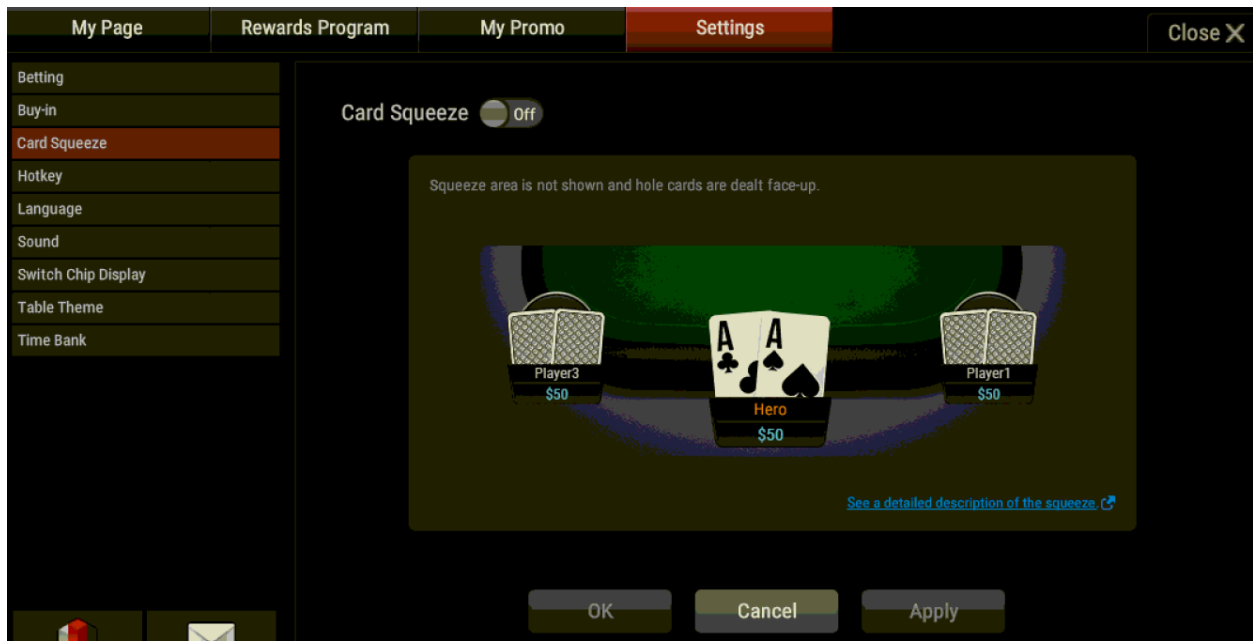 My Page
Rewards Program
My Promo
Settings
Close X
Betting
Buy-in
Card Squeeze
Hotkey
Language
Sound
Switch Chip Display
Table Theme
Time Bank
Card Squeeze Off
Squeeze area is not shown and hole cards are dealt face-up.
A A
Player3
$50
Hero
$50
Player1
$50
See a detailed description of the squeeze.
OK
Cancel
Apply